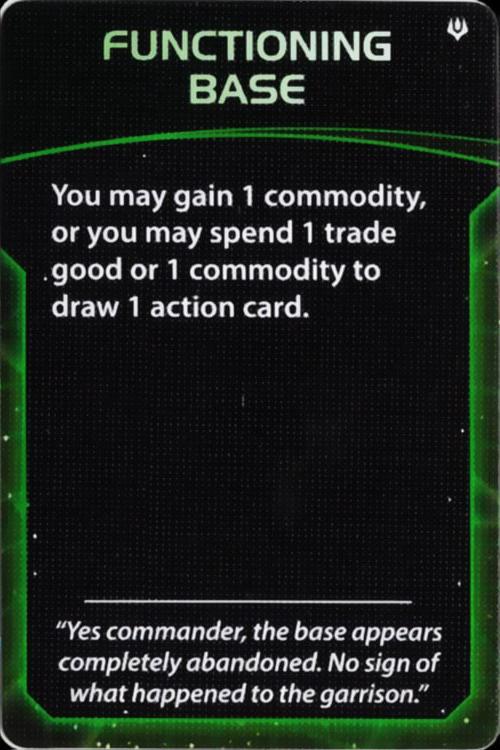 FUNCTIONING
BASE
You may gain 1 commodity,
or you may spend 1 trade
good or 1 commodity to
draw 1 action card.
“Yes commander, the base appears
completely abandoned. No sign of
what happened to the garrison.”